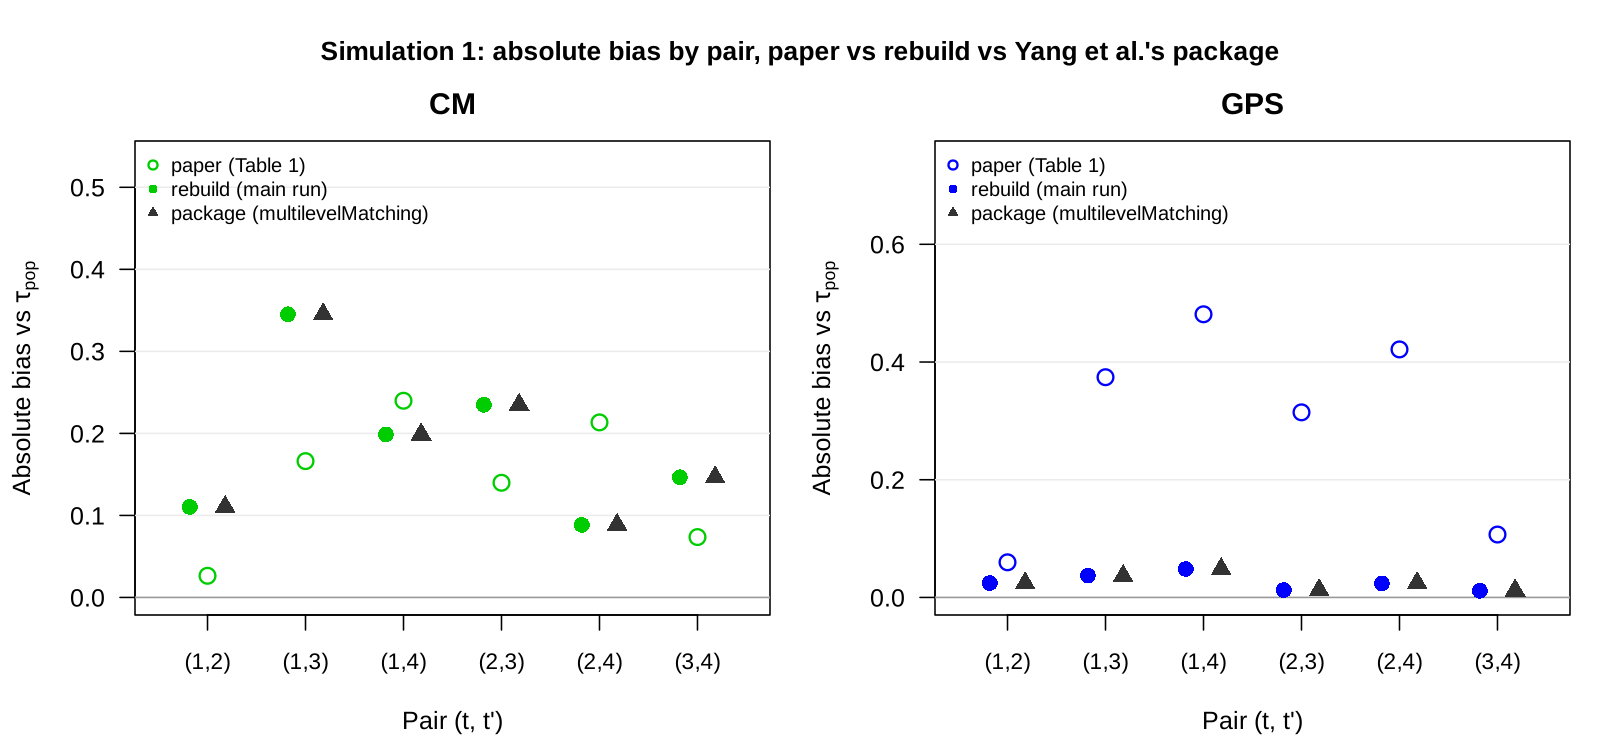 Simulation 1: absolute bias by pair, paper vs rebuild vs Yang et al.'s package
CM
paper (Table 1)
rebuild (main run)
package (multilevelMatching)
0.5
0.4
0.3
0.2
0.1
0.0
Absolute bias vs τpop
(1,2) (1,3) (1,4) (2,3) (2,4) (3,4)
Pair (t, t')
GPS
paper (Table 1)
rebuild (main run)
package (multilevelMatching)
0.6
0.4
0.2
0.0
Absolute bias vs τpop
(1,2) (1,3) (1,4) (2,3) (2,4) (3,4)
Pair (t, t')